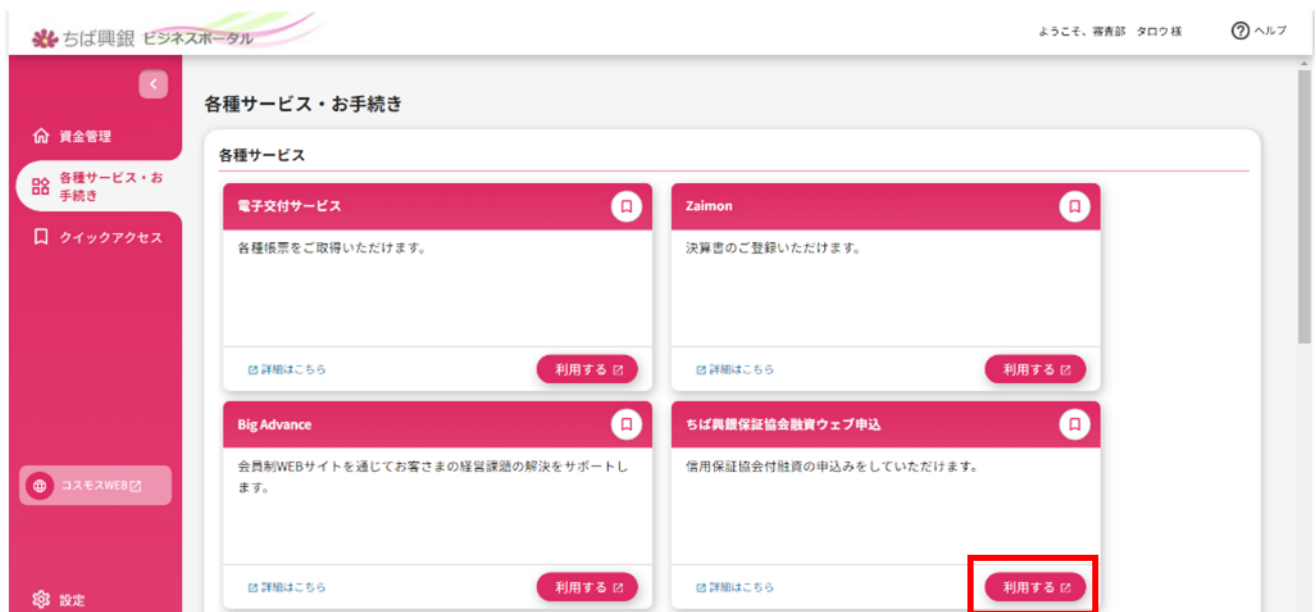 ちば興銀 ビジネスポータル
ようこそ、審査部 タロウ様
ヘルプ
資金管理
各種サービス・お
手続き
クイックアクセス
コスモスWEB
設定
各種サービス・お手続き
各種サービス
電子交付サービス
各種帳票をご取得いただけます。
詳細はこちら
利用する
Zaimon
決算書のご登録いただけます。
詳細はこちら
利用する
Big Advance
会員制WEBサイトを通じてお客さまの経営課題の解決をサポートし
ます。
詳細はこちら
利用する
ちば興銀保証協会融資ウェブ申込
信用保証協会付融資の申込みをしていただけます。
詳細はこちら
利用する